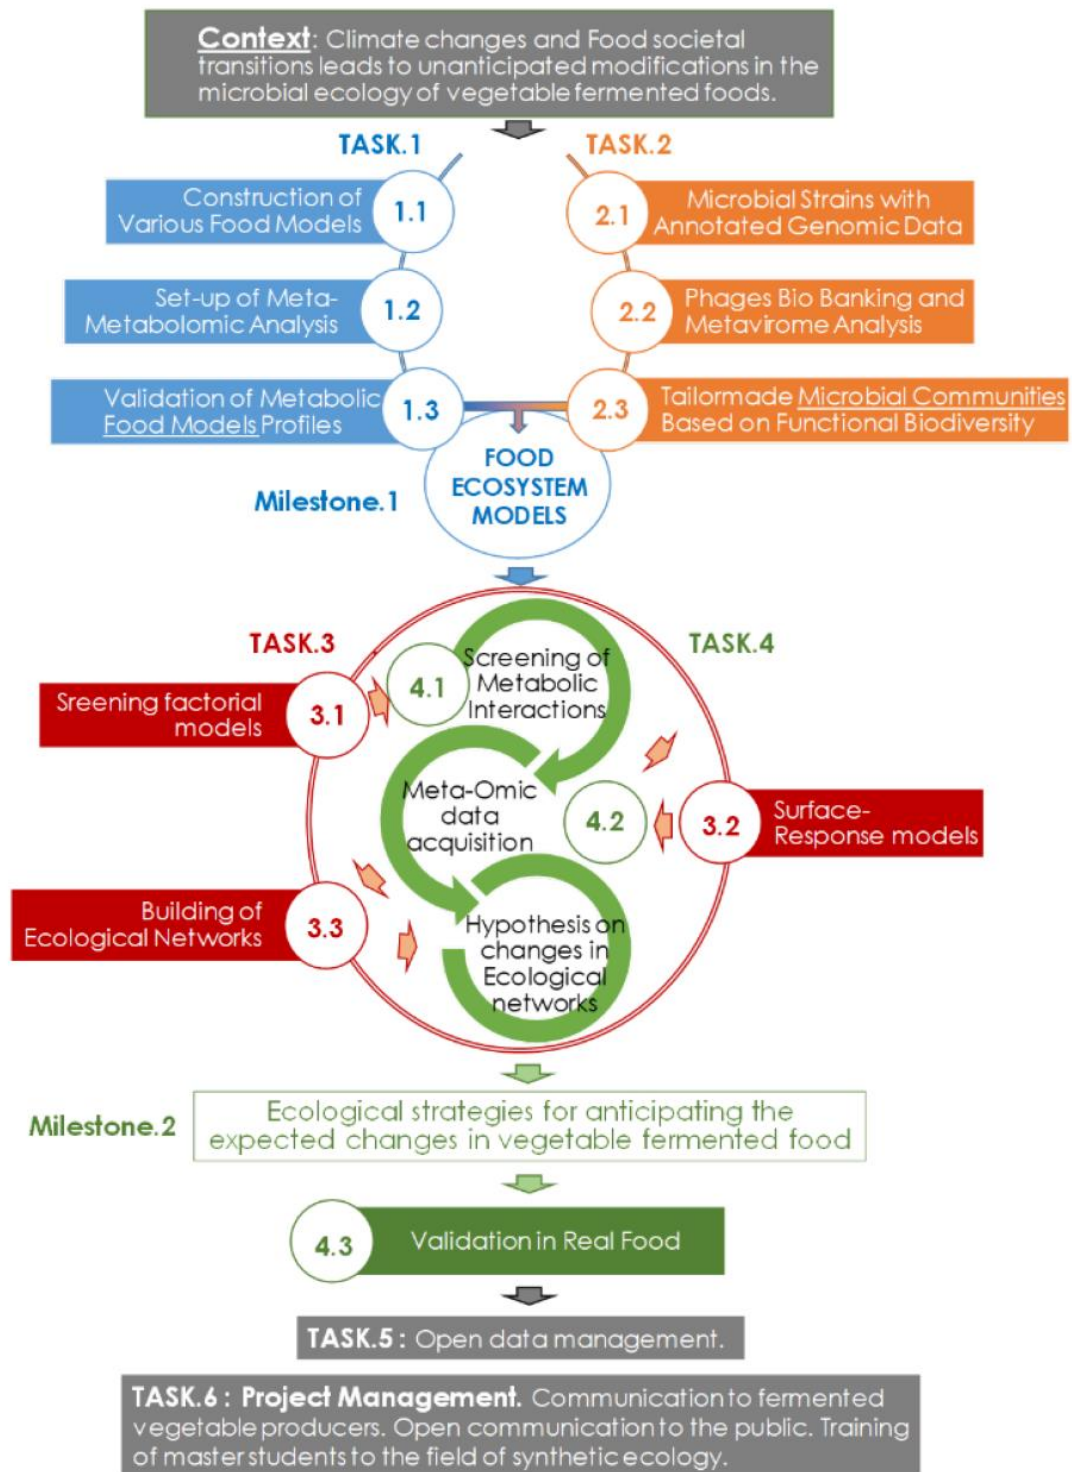 Context: Climate changes and Food societal
transitions leads to unanticipated modifications in the
microbial ecology of vegetable fermented foods.
TASK.1
TASK.2
Construction of
Various Food Models
1.1
2.1
Microbial Strains with
Annotated Genomic Data
Set-up of Meta-
Metabolomic Analysis
1.2
2.2
Phages Bio Banking and
Metavirome Analysis
Validation of Metabolic
Food Models Profiles
1.3
2.3
Tailormade Microbial Communities
Based on Functional Biodiversity
Milestone.1
FOOD
ECOSYSTEM
MODELS
TASK.3
TASK.4
Sreening factorial
models
3.1
4.1
Screening of
Metabolic
Interactions
Meta-Omic
data
acquisition
4.2
3.2
Surface-
Response models
Building of
Ecological Networks
3.3
Hypothesis on
changes in
Ecological
networks
Milestone.2
Ecological strategies for anticipating the
expected changes in vegetable fermented food
4.3
Validation in Real Food
TASK.5 : Open data management.
TASK.6 : Project Management. Communication to fermented
vegetable producers. Open communication to the public. Training
of master students to the field of synthetic ecology.